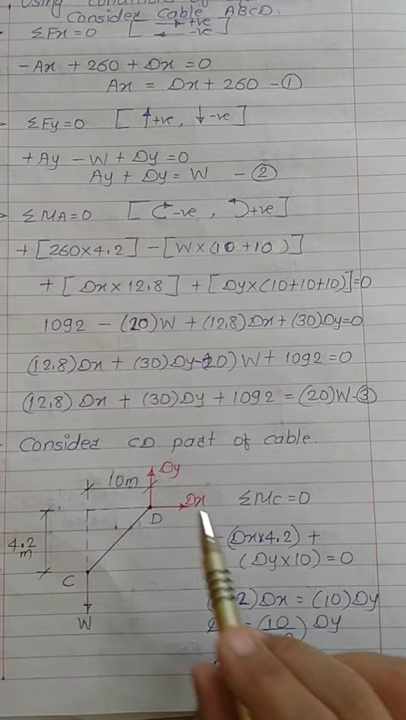 Using conditions of
Consider cable ABCD.
ΣFx=0 [→+ve ←-ve]
-Ax + 260 + Dx = 0
Ax = Dx + 260 - ①
ΣFy=0 [↑+ve, ↓-ve]
+Ay - W + Dy = 0
Ay + Dy = W - ②
ΣMA=0 [↻-ve, ↺+ve]
+[260×4.2] - [W×(10+10)]
+[Dx×12.8] + [Dy×(10+10+10)]=0
1092 - (20)W + (12.8)Dx + (30)Dy=0
(12.8)Dx + (30)Dy-(20)W + 1092 = 0
(12.8)Dx + (30)Dy + 1092 = (20)W-③
Consider CD part of cable.
10m
Dy
Dx
D
4.2
m
C
W
ΣMc=0
-(Dx×4.2) +
(Dy×10) = 0
2)Dx = (10)Dy
= (10) Dy